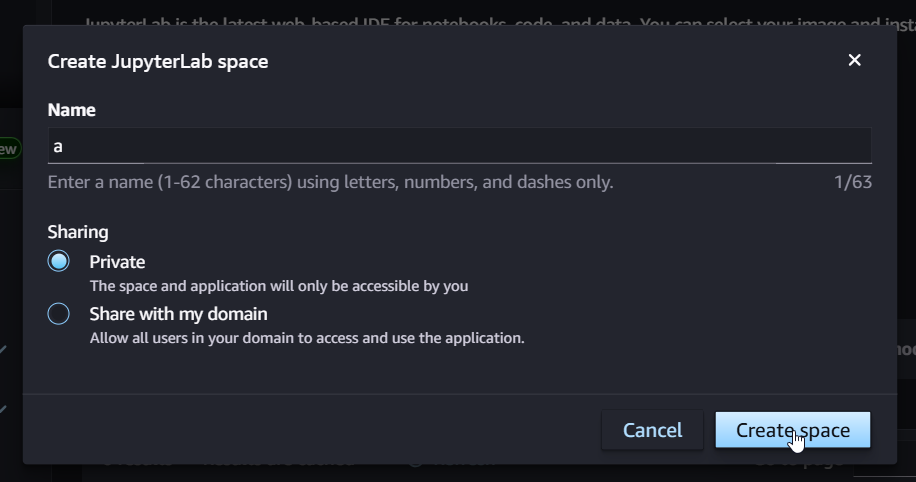 JupyterLab is the latest web-based IDE for notebooks, code, and data. You can select your image and
Create JupyterLab space
Name
ew
a
Enter a name (1-62 characters) using letters, numbers, and dashes only.
1/63
Sharing
Private
The space and application will only be accessible by you
Share with my domain
Allow all users in your domain to access and use the application.
Cancel
Create space